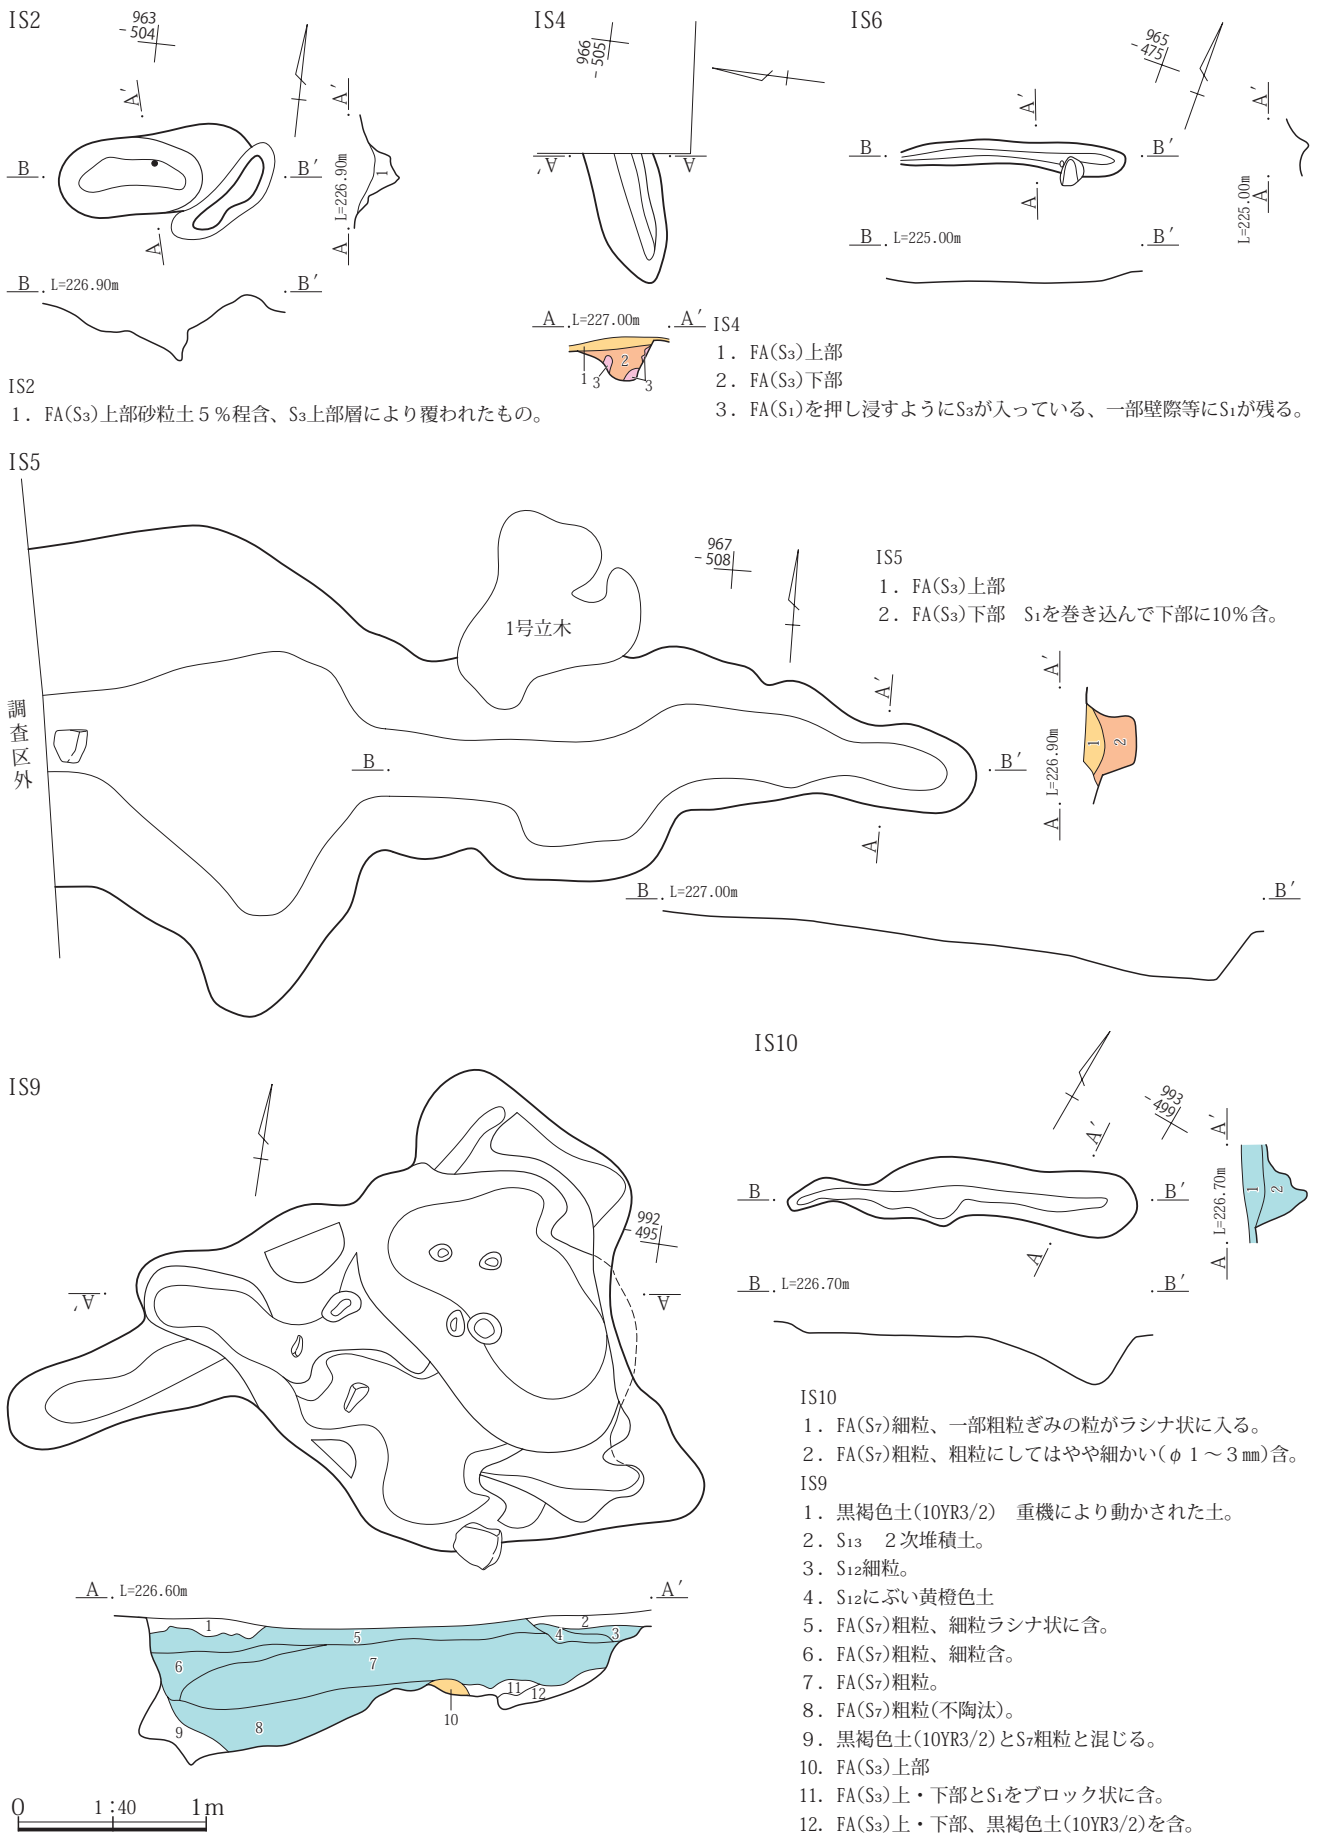 IS2
963
-504
A'
A'
B
B'
L=226.90m
1
A
A
B
L=226.90m
B'
IS2
1. FA(S₃)上部砂粒土5％程含、S₃上部層により覆われたもの。
IS4
966
-505
A'
A
A
L=227.00m
A'
1
2
3
3
IS4
1. FA(S₃)上部
2. FA(S₃)下部
3. FA(S₁)を押し浸すようにS₃が入っている、一部壁際等にS₁が残る。
IS6
965
-475
A'
A'
B
B'
A
A
L=225.00m
B
L=225.00m
B'
IS5
調査区外
1号立木
967
-508
A'
B
B'
A
IS5
1. FA(S₃)上部
2. FA(S₃)下部　S₁を巻き込んで下部に10%含。
A'
L=226.90m
1
2
A
B
L=227.00m
B'
IS9
992
-495
A'
A
A
L=226.60m
A'
1
2
3
4
5
6
7
8
9
10
11
12
0
1:40
1m
IS10
993
-499
A'
A'
B
B'
L=226.70m
1
2
A
A
B
L=226.70m
B'
IS10
1. FA(S₇)細粒、一部粗粒ぎみの粒がラシナ状に入る。
2. FA(S₇)粗粒、粗粒にしてはやや細かい(φ1～3㎜)含。
IS9
1. 黒褐色土(10YR3/2)　重機により動かされた土。
2. S₁₃　2次堆積土。
3. S₁₂細粒。
4. S₁₂にぶい黄橙色土
5. FA(S₇)粗粒、細粒ラシナ状に含。
6. FA(S₇)粗粒、細粒含。
7. FA(S₇)粗粒。
8. FA(S₇)粗粒(不陶汰)。
9. 黒褐色土(10YR3/2)とS₇粗粒と混じる。
10. FA(S₃)上部
11. FA(S₃)上・下部とS₁をブロック状に含。
12. FA(S₃)上・下部、黒褐色土(10YR3/2)を含。